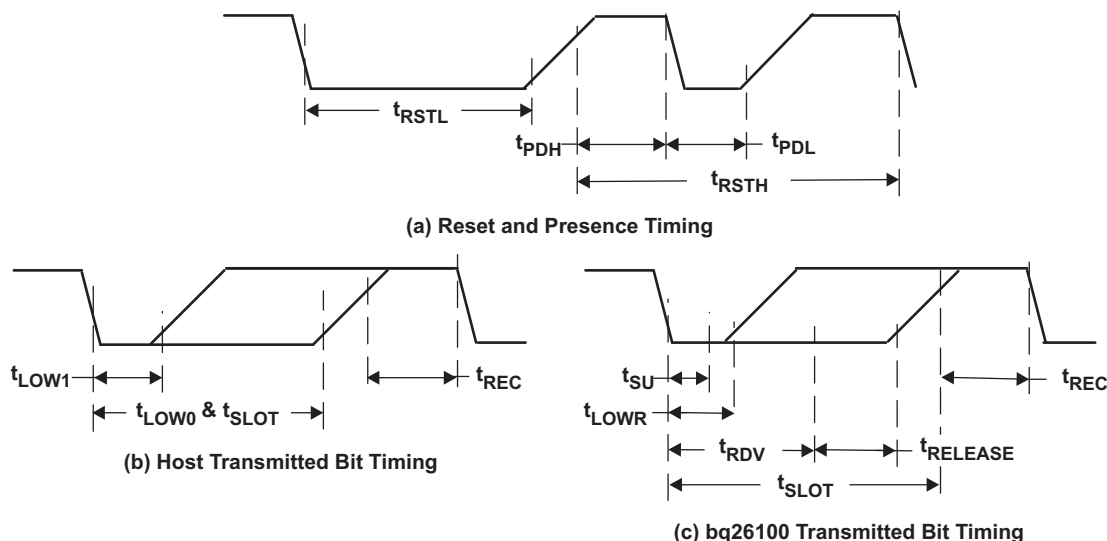 tRSTL
tPDH
tPDL
tRSTH
(a) Reset and Presence Timing
tLOW1
tREC
tLOW0 & tSLOT
(b) Host Transmitted Bit Timing
tSU
tREC
tLOWR
tRDV
tRELEASE
tSLOT
(c) bq26100 Transmitted Bit Timing